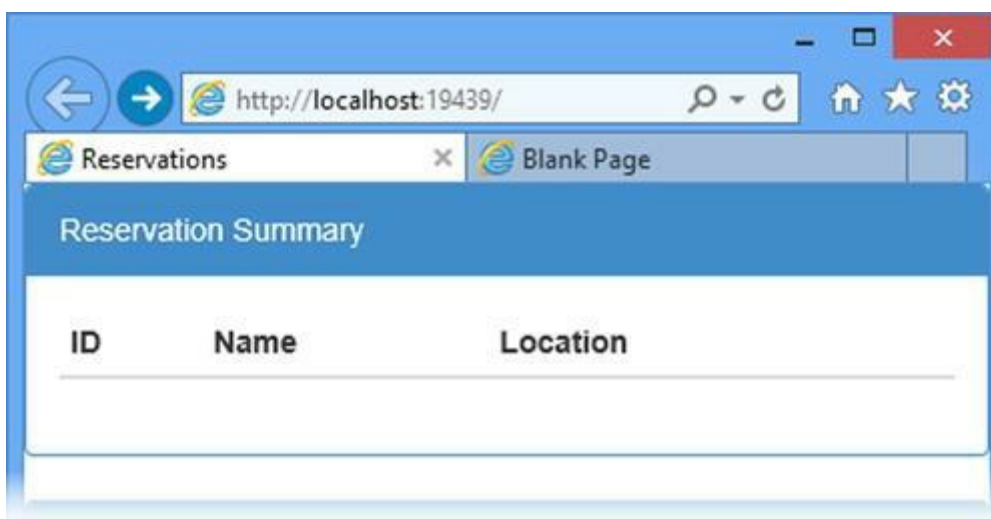 http://localhost:19439/
Reservations Blank Page
Reservation Summary
ID Name Location